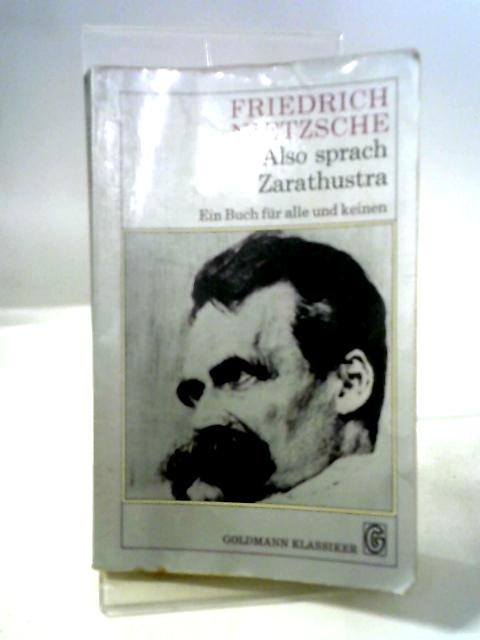 FRIEDRICH
NIETZSCHE
Also sprach
Zarathustra
Ein Buch für alle und keinen
GOLDMANN KLASSIKER G